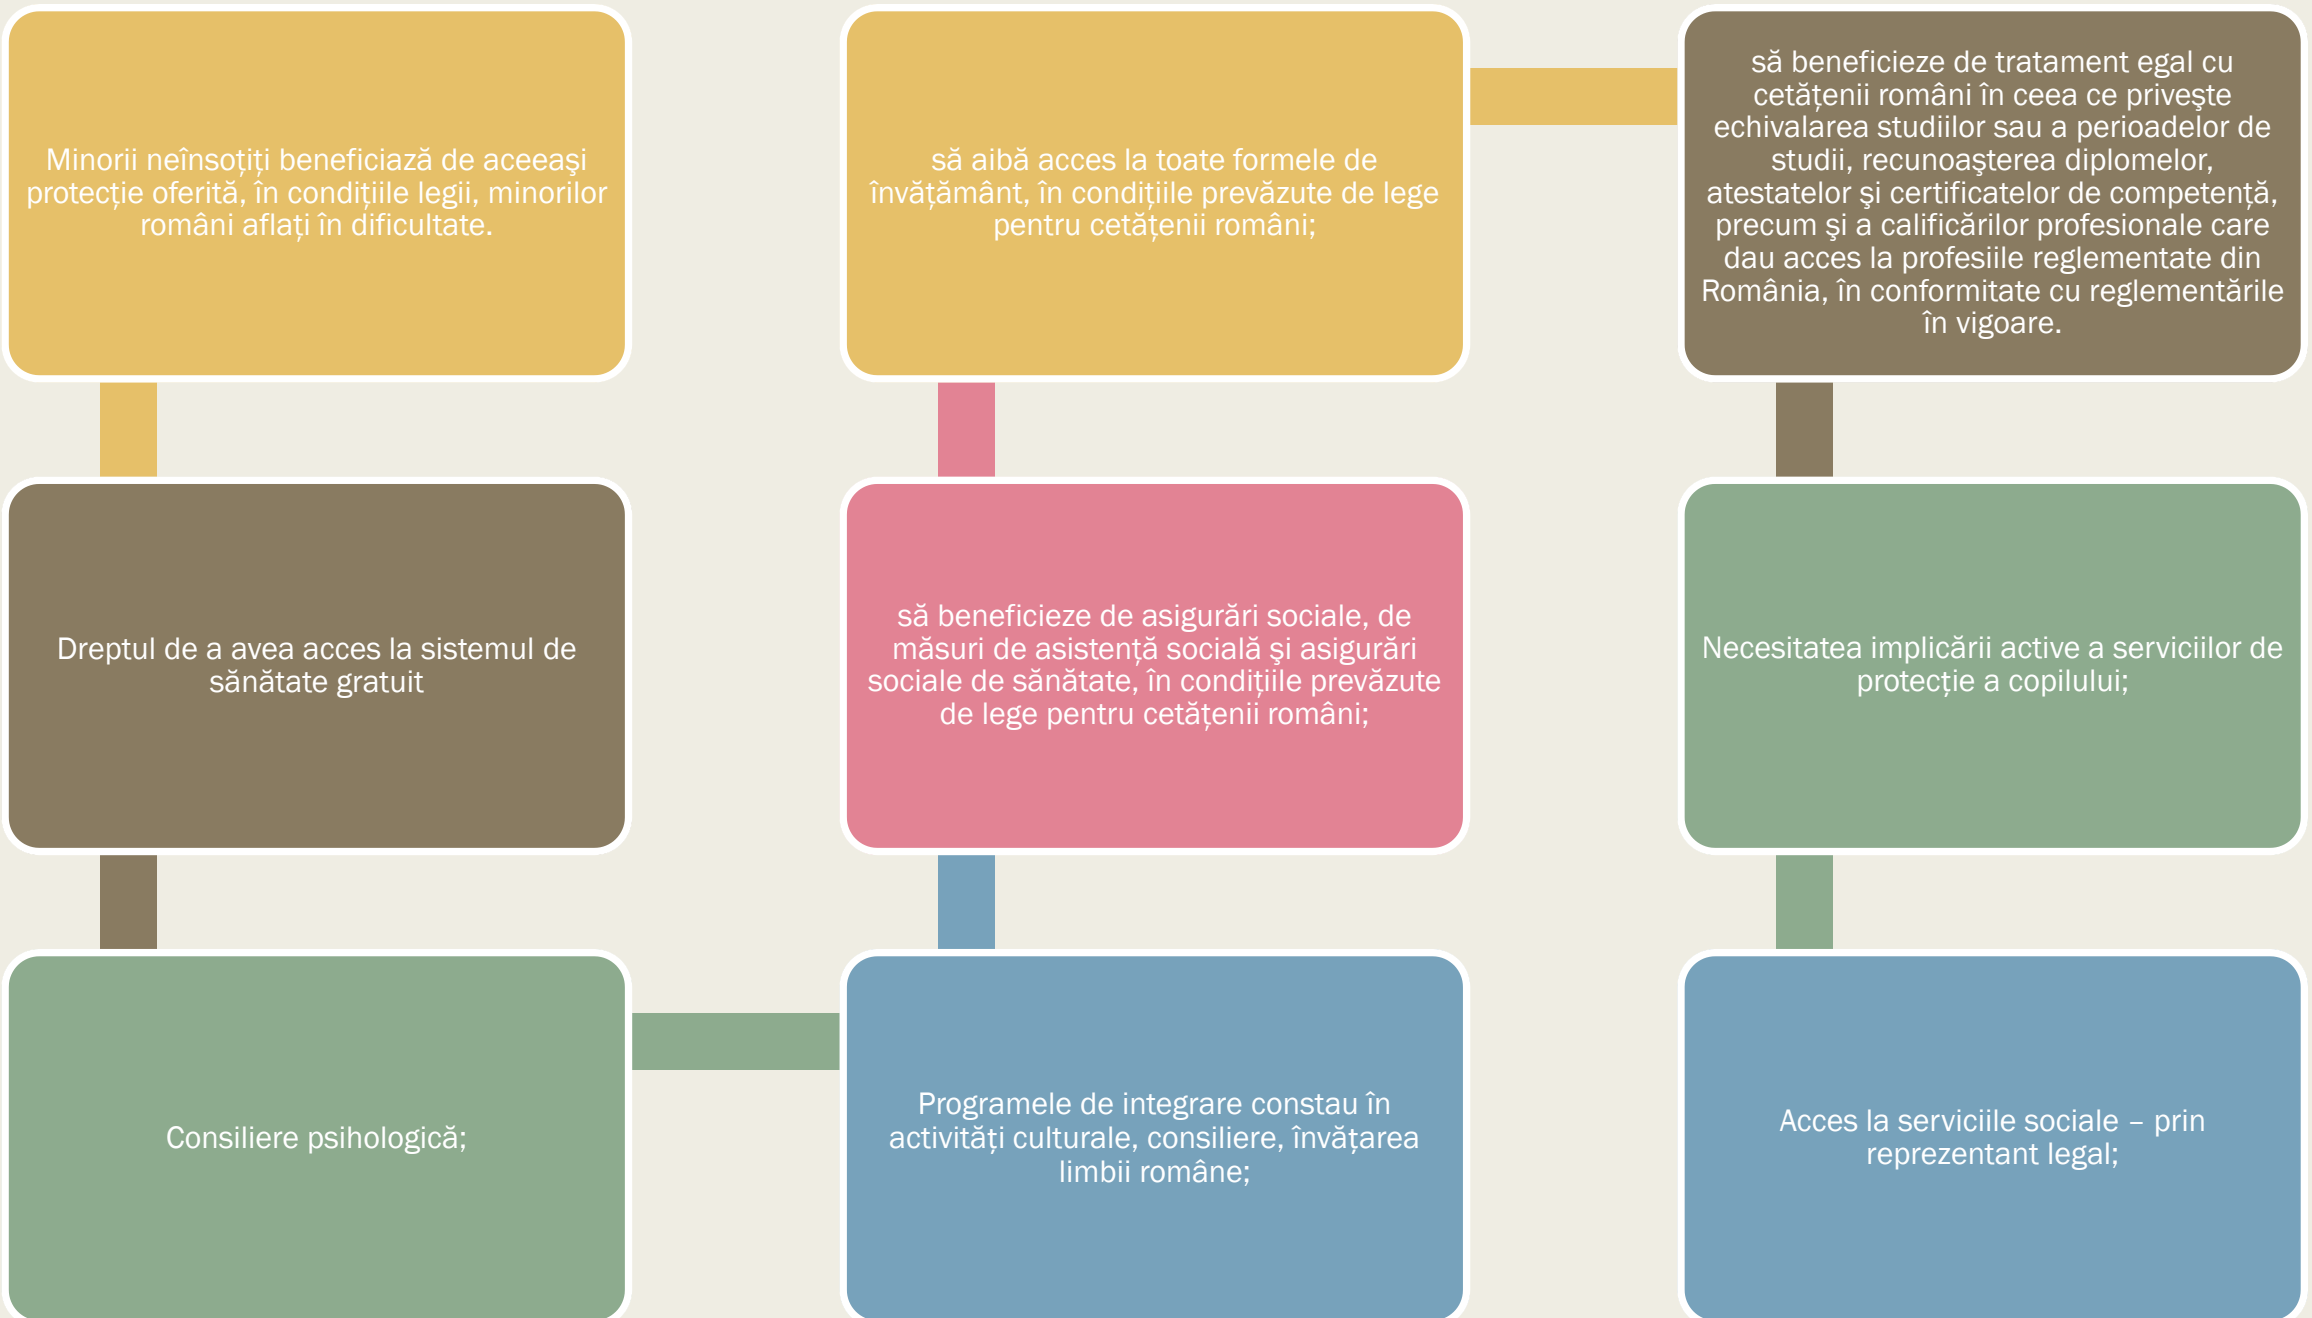 Minorii neînsoțiți beneficiază de aceeaşi
protecție oferită, în condițiile legii, minorilor
români aflați în dificultate.
Dreptul de a avea acces la sistemul de
sănătate gratuit
Consiliere psihologică;
Programele de integrare constau în
activități culturale, consiliere, învățarea
limbii române;
să beneficieze de asigurări sociale, de
măsuri de asistență socială şi asigurări
sociale de sănătate, în condițiile prevăzute
de lege pentru cetățenii români;
să aibă acces la toate formele de
învățământ, în condițiile prevăzute de lege
pentru cetățenii români;
să beneficieze de tratament egal cu
cetățenii români în ceea ce priveşte
echivalarea studiilor sau a perioadelor de
studii, recunoaşterea diplomelor,
atestatelor şi certificatelor de competență,
precum şi a calificărilor profesionale care
dau acces la profesiile reglementate din
România, în conformitate cu reglementările
în vigoare.
Necesitatea implicării active a serviciilor de
protecție a copilului;
Acces la serviciile sociale – prin
reprezentant legal;